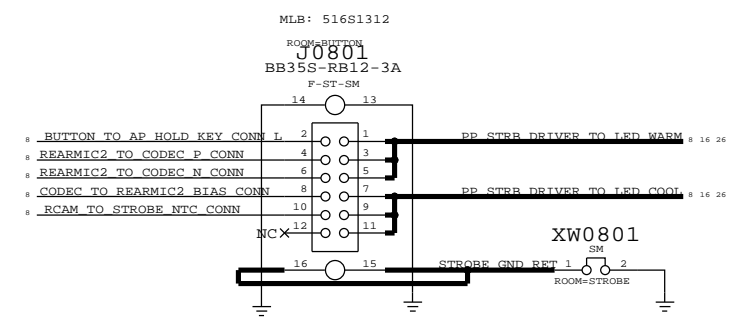 MLB: 516S1312
ROOM=BUTTON
J0801
BB35S-RB12-3A
F-ST-SM
14 13
8 BUTTON_TO_AP_HOLD_KEY_CONN_L 2 1 PP_STRB_DRIVER_TO_LED_WARM 8 16 26
8 REARMIC2_TO_CODEC_P_CONN 4 3
8 REARMIC2_TO_CODEC_N_CONN 6 5
8 CODEC_TO_REARMIC2_BIAS_CONN 8 7 PP_STRB_DRIVER_TO_LED_COOL 8 16 26
8 RCAM_TO_STROBE_NTC_CONN 10 9
NC 12 11
XW0801
SM
16 15 STROBE_GND_RET 1 2
ROOM=STROBE